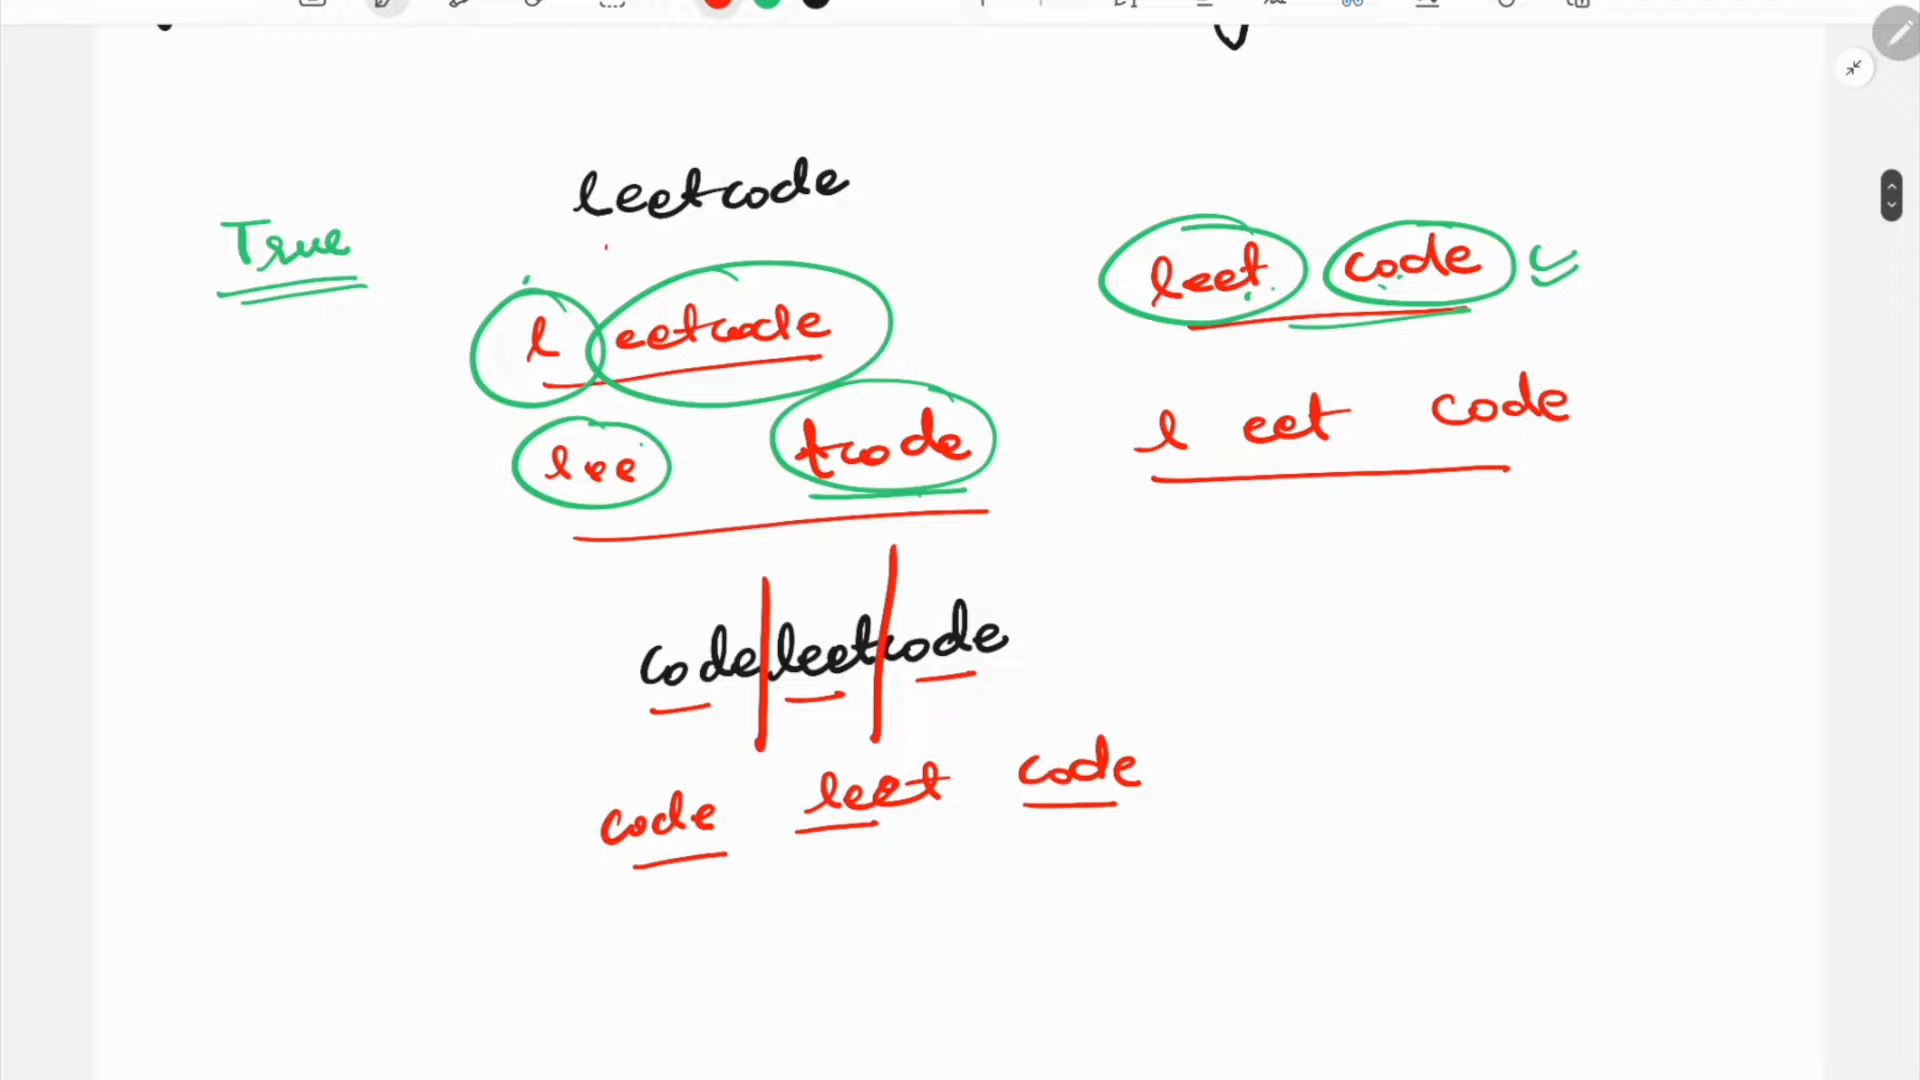 leetcode
True
leet code
l eetcode
l eet code
lee tcode
codeleetcode
code leet code